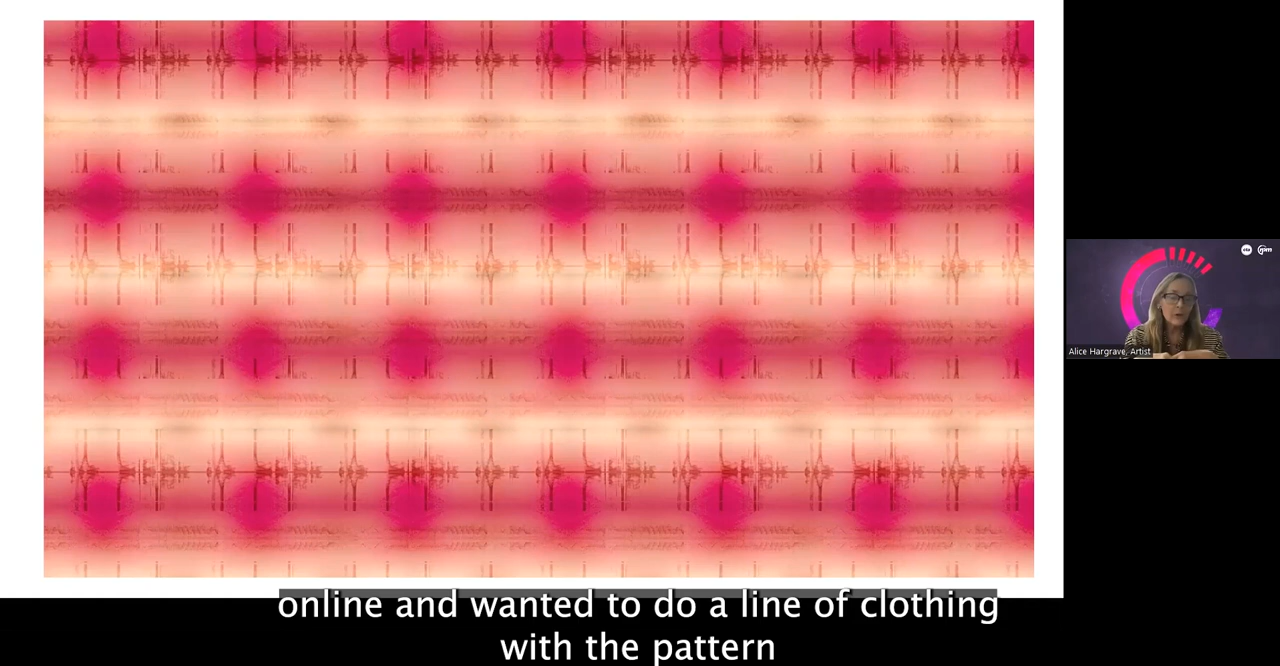 Alice Hargrave, Artist
online and wanted to do a line of clothing
with the pattern